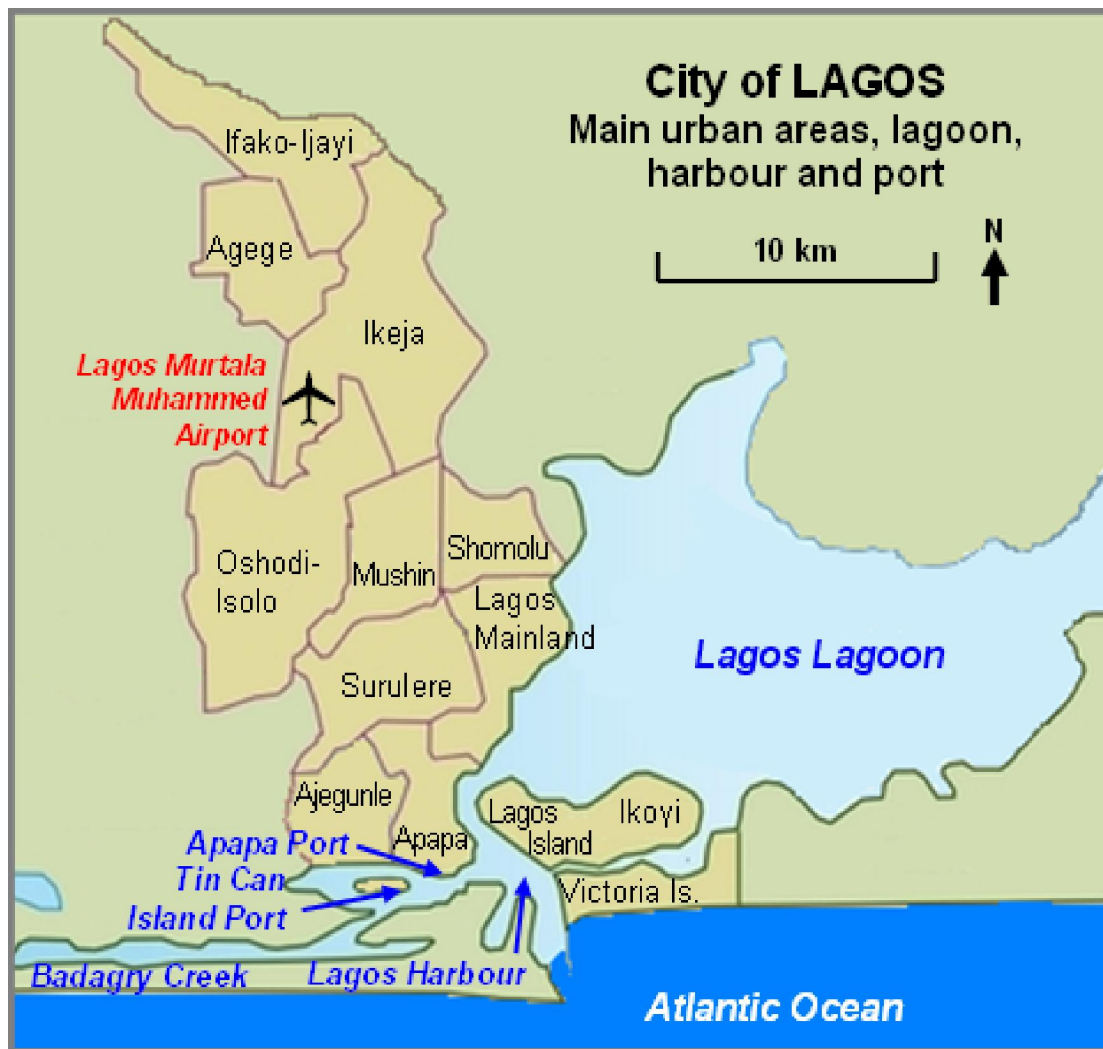 City of LAGOS
Main urban areas, lagoon,
harbour and port
N
10 km
Ifako-Ijayi
Agege
Ikeja
Lagos Murtala
Muhammed
Airport
Oshodi-
Isolo
Mushin
Shomolu
Lagos
Mainland
Lagos Lagoon
Surulere
Ajegunle
Apapa
Lagos
Island
Ikoyi
Apapa Port
Tin Can
Island Port
Victoria Is.
Badagry Creek
Lagos Harbour
Atlantic Ocean